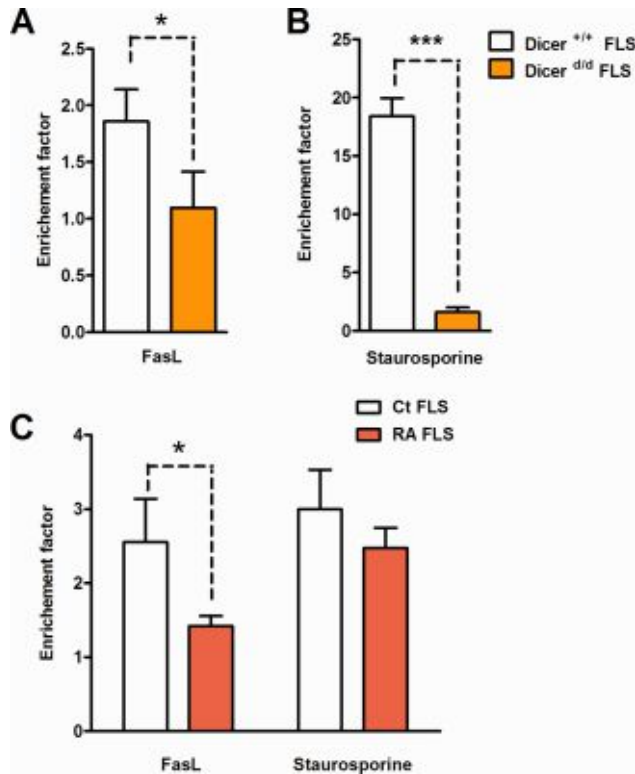 A
*
2.5
2.0
1.5
1.0
0.5
0.0
Enrichement factor
FasL
B
***
25
20
15
10
5
0
Enrichement factor
Staurosporine
Dicer +/+ FLS
Dicer d/d FLS
C
Ct FLS
RA FLS
*
4
3
2
1
0
Enrichement factor
FasL Staurosporine